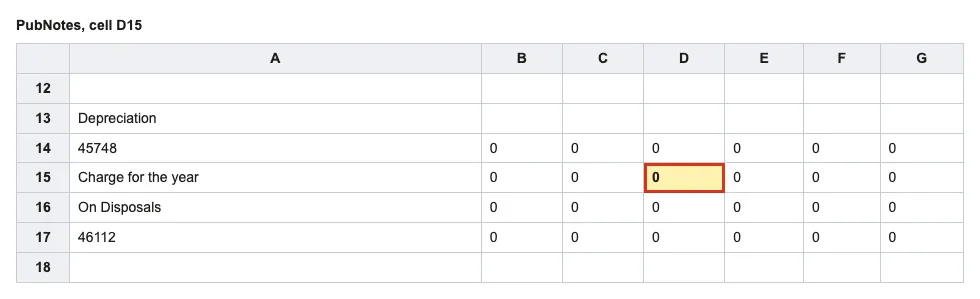 PubNotes, cell D15
A B C D E F G
12
13 Depreciation
14 45748 0 0 0 0 0 0
15 Charge for the year 0 0 0 0 0 0
16 On Disposals 0 0 0 0 0 0
17 46112 0 0 0 0 0 0
18